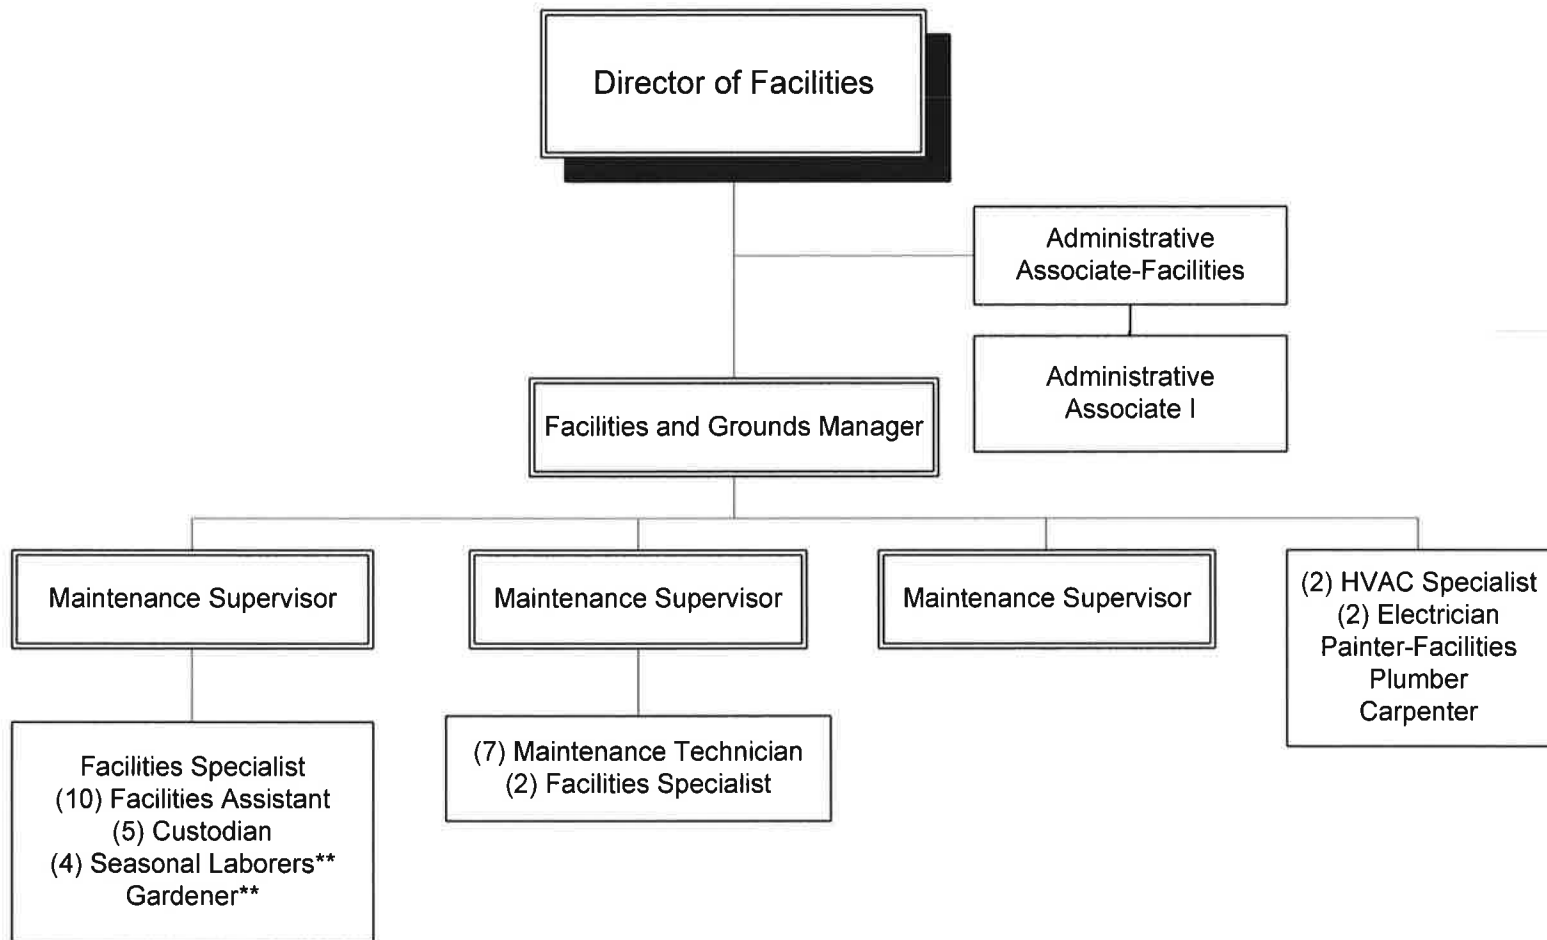 Director of Facilities
Administrative
Associate-Facilities
Administrative
Associate I
Facilities and Grounds Manager
Maintenance Supervisor
Maintenance Supervisor
Maintenance Supervisor
(2) HVAC Specialist
(2) Electrician
Painter-Facilities
Plumber
Carpenter
Facilities Specialist
(10) Facilities Assistant
(5) Custodian
(4) Seasonal Laborers**
Gardener**
(7) Maintenance Technician
(2) Facilities Specialist